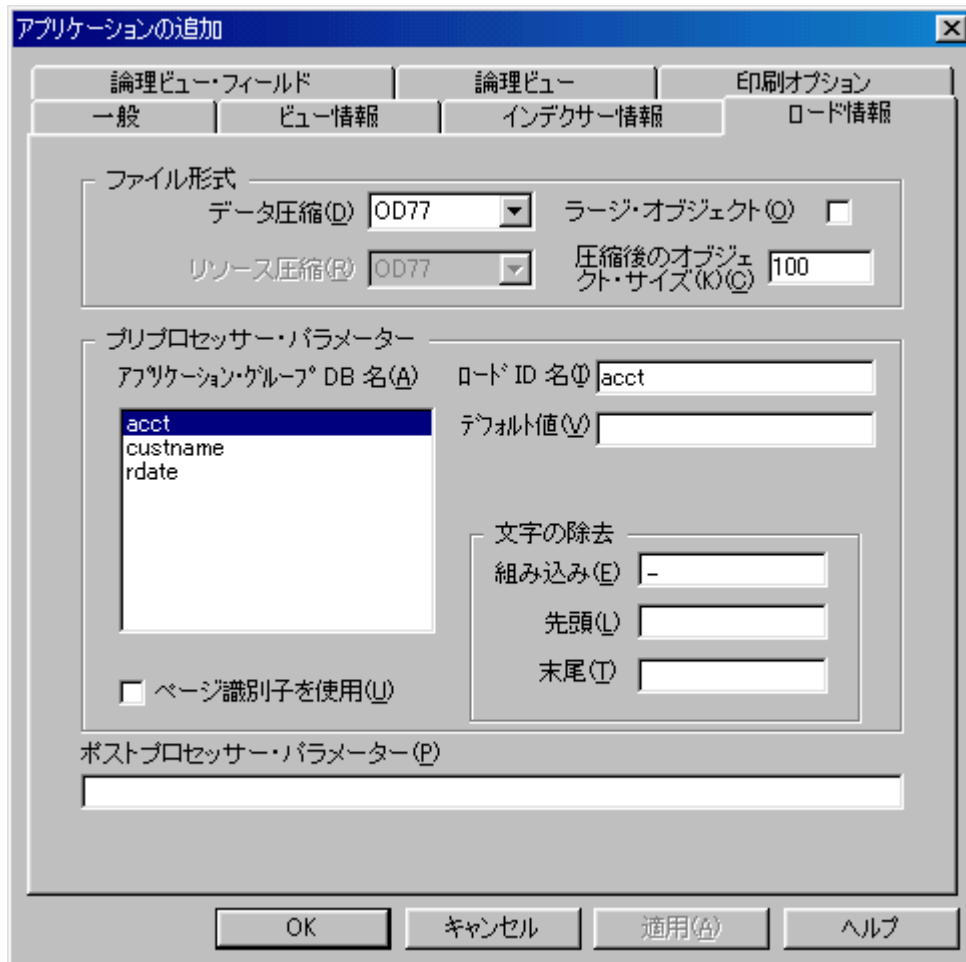 アプリケーションの追加
論理ビュー・フィールド 論理ビュー 印刷オプション
一般 ビュー情報 インデクサー情報 ロード情報
ファイル形式
データ圧縮(D) OD77 ラージ・オブジェクト(O)
リソース圧縮(R) OD77 圧縮後のオブジェ
クト・サイズ(K)(C) 100
プリプロセッサー・パラメーター
アプリケーション・グループ DB 名(A) ロード ID 名(I) acct
acct デフォルト値(V)
custname
rdate
文字の除去
組み込み(E) -
先頭(L)
末尾(T)
ページ識別子を使用(U)
ポストプロセッサー・パラメーター(P)
OK キャンセル 適用(A) ヘルプ